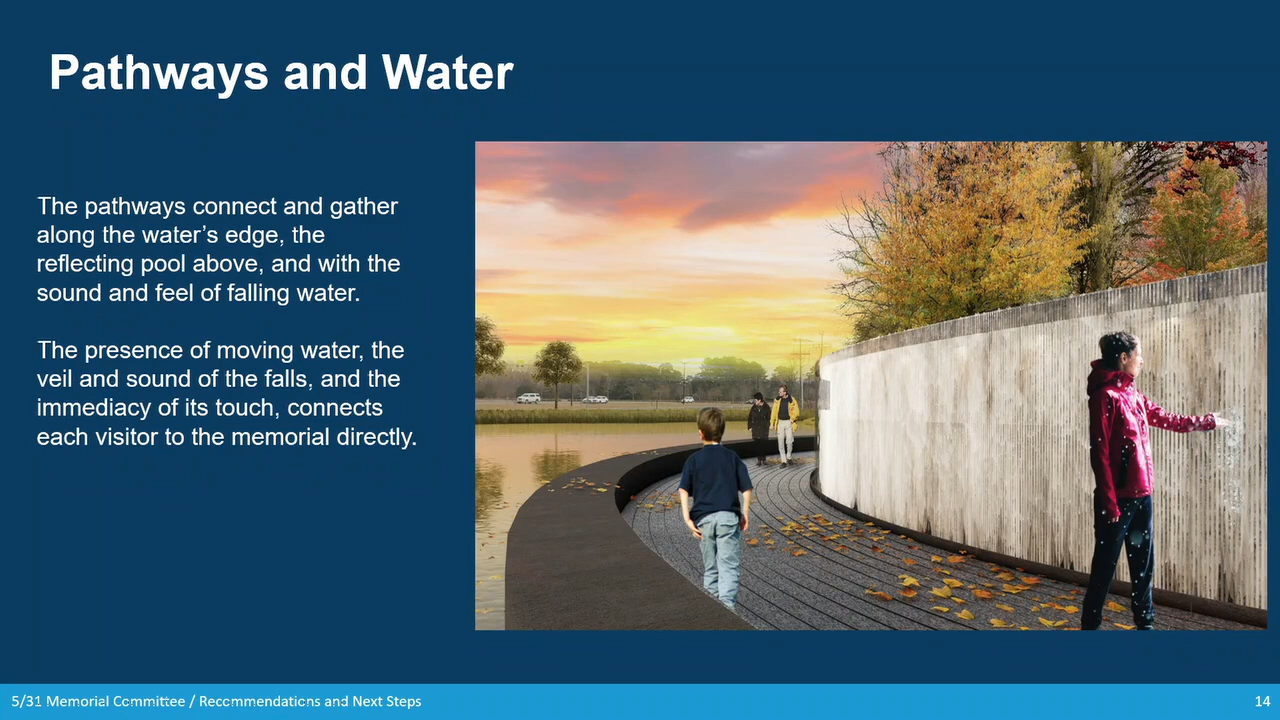 Pathways and Water
The pathways connect and gather
along the water’s edge, the
reflecting pool above, and with the
sound and feel of falling water.
The presence of moving water, the
veil and sound of the falls, and the
immediacy of its touch, connects
each visitor to the memorial directly.
5/31 Memorial Committee / Recommendations and Next Steps
14